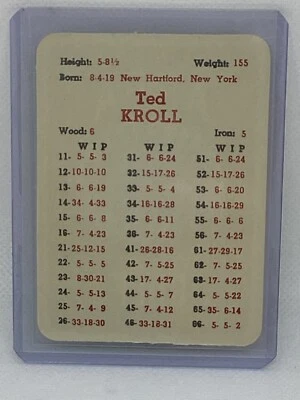 Height: 5-8½ Weight: 155
Born: 8-4-19 New Hartford, New York
Ted
KROLL
Wood: 6 Iron: 5
W I P W I P W I P
11- 5- 5- 3 31- 6- 6-24 51- 6- 6-24
12-10-10-10 32-15-17-26 52-15-17-26
13- 6- 6-19 33- 5- 5- 4 53- 6- 6-20
14- 34- 4-33 34-16-16-28 54-16-16-29
15- 6- 6- 8 35- 6- 6-11 55- 6- 6- 6
16- 7- 4-23 36- 7- 4-23 56- 7- 4-23
21-25-12-15 41-26-28-16 61-27-29-17
22- 5- 5- 5 42- 7- 5-25 62- 7- 5-25
23- 8-30-21 43-17- 4-27 63-17- 4-27
24- 5- 5-13 44- 5- 5- 7 64- 5- 5-22
25- 7- 4- 9 45- 7- 4-12 65-35- 6-14
26-33-18-30 46-33-18-31 66- 5- 5- 2